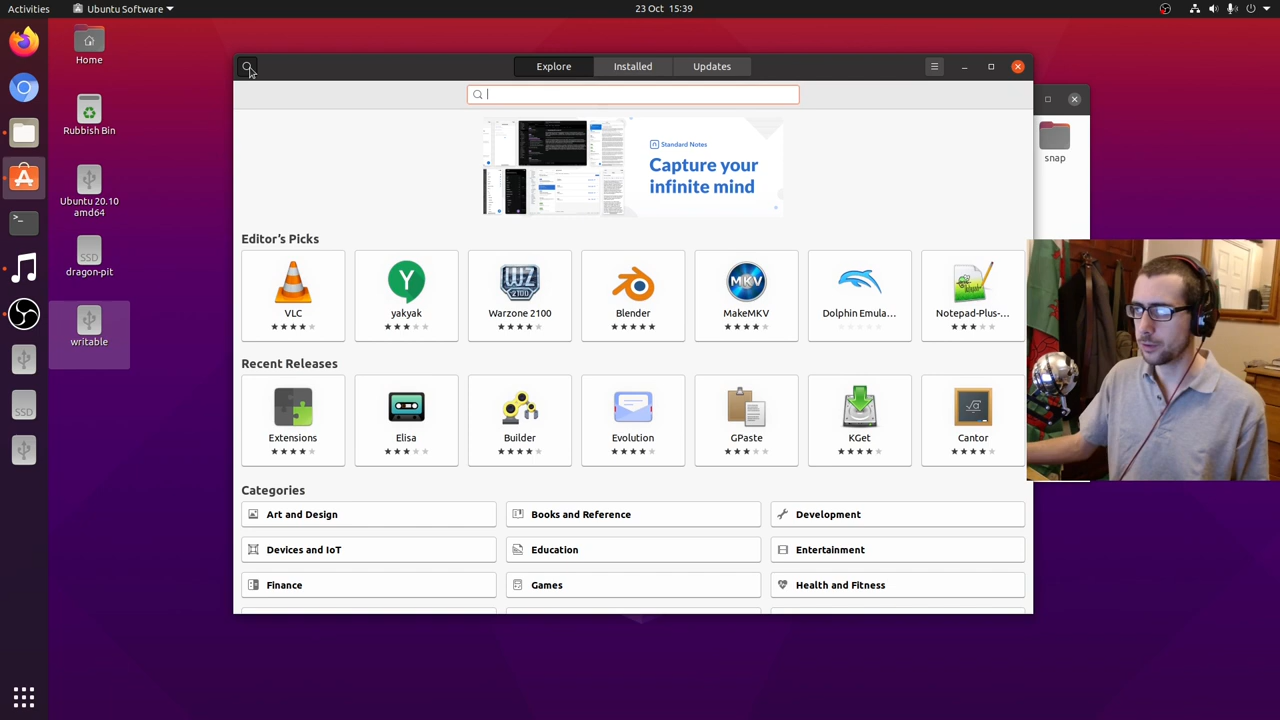 Activities
Ubuntu Software
23 Oct 15:39
Home
Rubbish Bin
Ubuntu 20.10
amd64
SSD
dragon-pit
writable
SSD
Explore
Installed
Updates
Standard Notes
Capture your
infinite mind
snap
Editor's Picks
VLC
yakyak
Warzone 2100
Blender
MakeMKV
Dolphin Emula...
Notepad-Plus-...
Recent Releases
Extensions
Elisa
Builder
Evolution
GPaste
KGet
Cantor
Categories
Art and Design
Books and Reference
Development
Devices and IoT
Education
Entertainment
Finance
Games
Health and Fitness